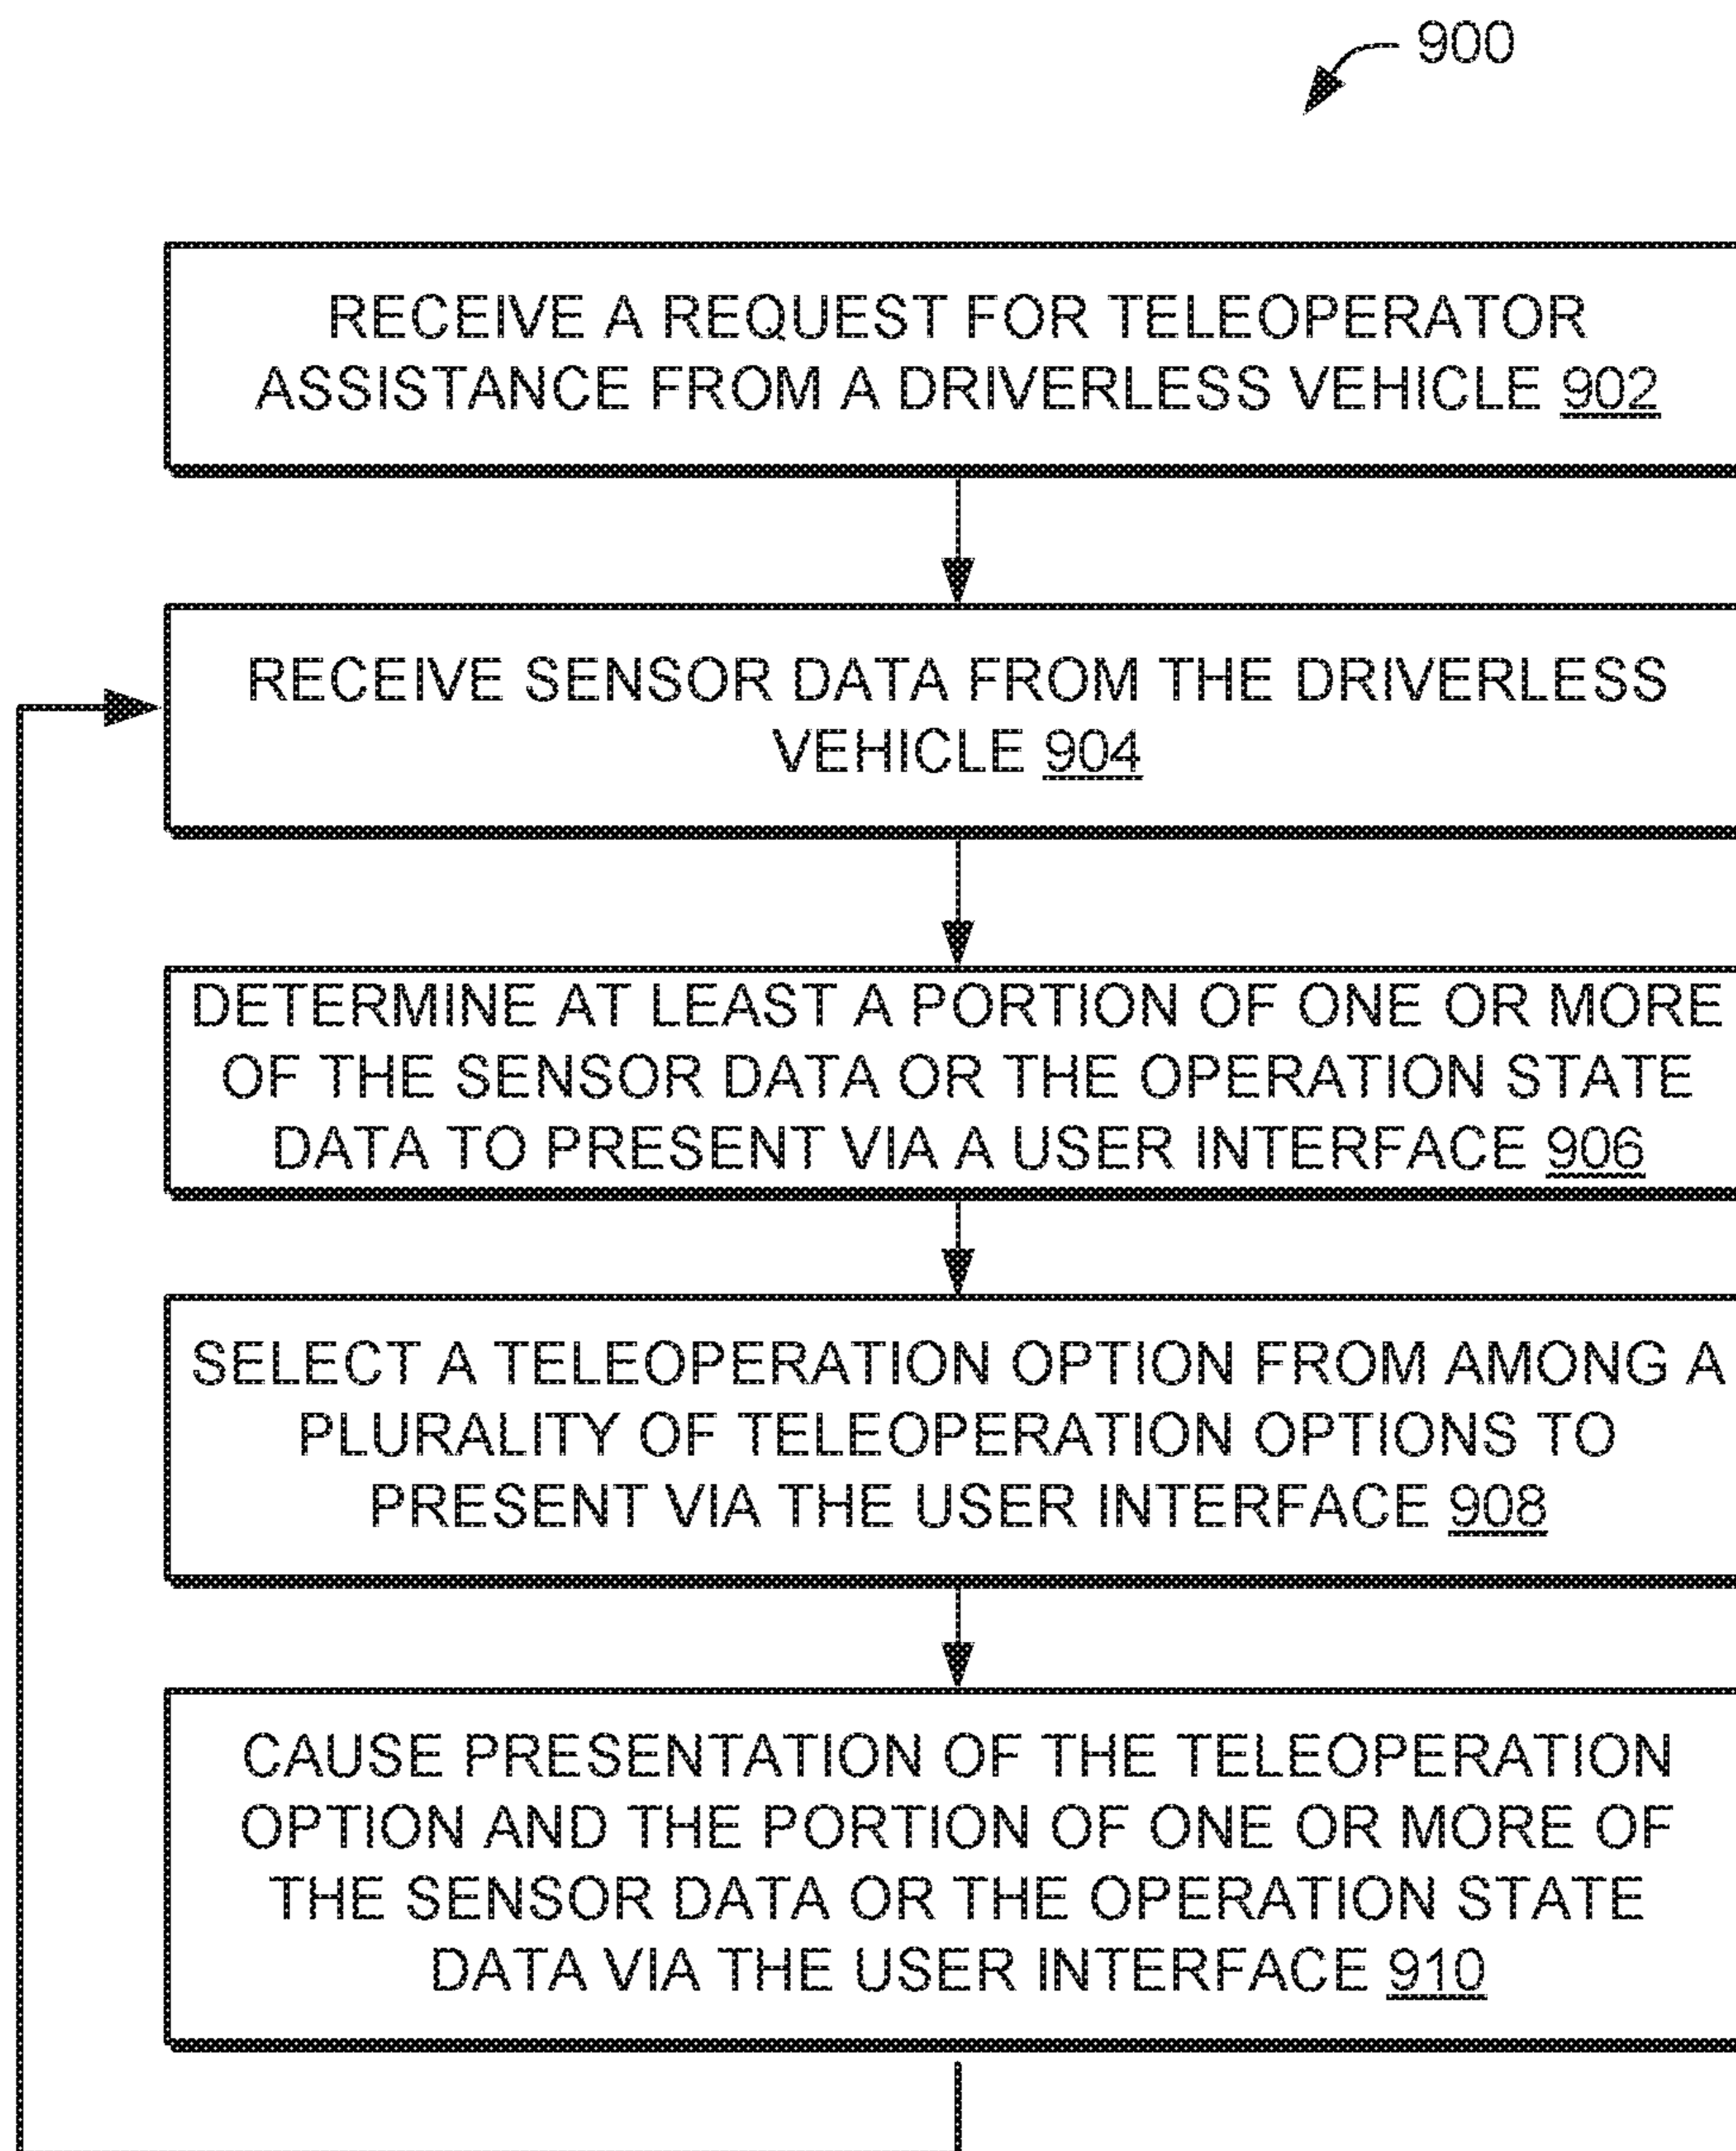 900
RECEIVE A REQUEST FOR TELEOPERATOR
ASSISTANCE FROM A DRIVERLESS VEHICLE 902
RECEIVE SENSOR DATA FROM THE DRIVERLESS
VEHICLE 904
DETERMINE AT LEAST A PORTION OF ONE OR MORE
OF THE SENSOR DATA OR THE OPERATION STATE
DATA TO PRESENT VIA A USER INTERFACE 906
SELECT A TELEOPERATION OPTION FROM AMONG A
PLURALITY OF TELEOPERATION OPTIONS TO
PRESENT VIA THE USER INTERFACE 908
CAUSE PRESENTATION OF THE TELEOPERATION
OPTION AND THE PORTION OF ONE OR MORE OF
THE SENSOR DATA OR THE OPERATION STATE
DATA VIA THE USER INTERFACE 910